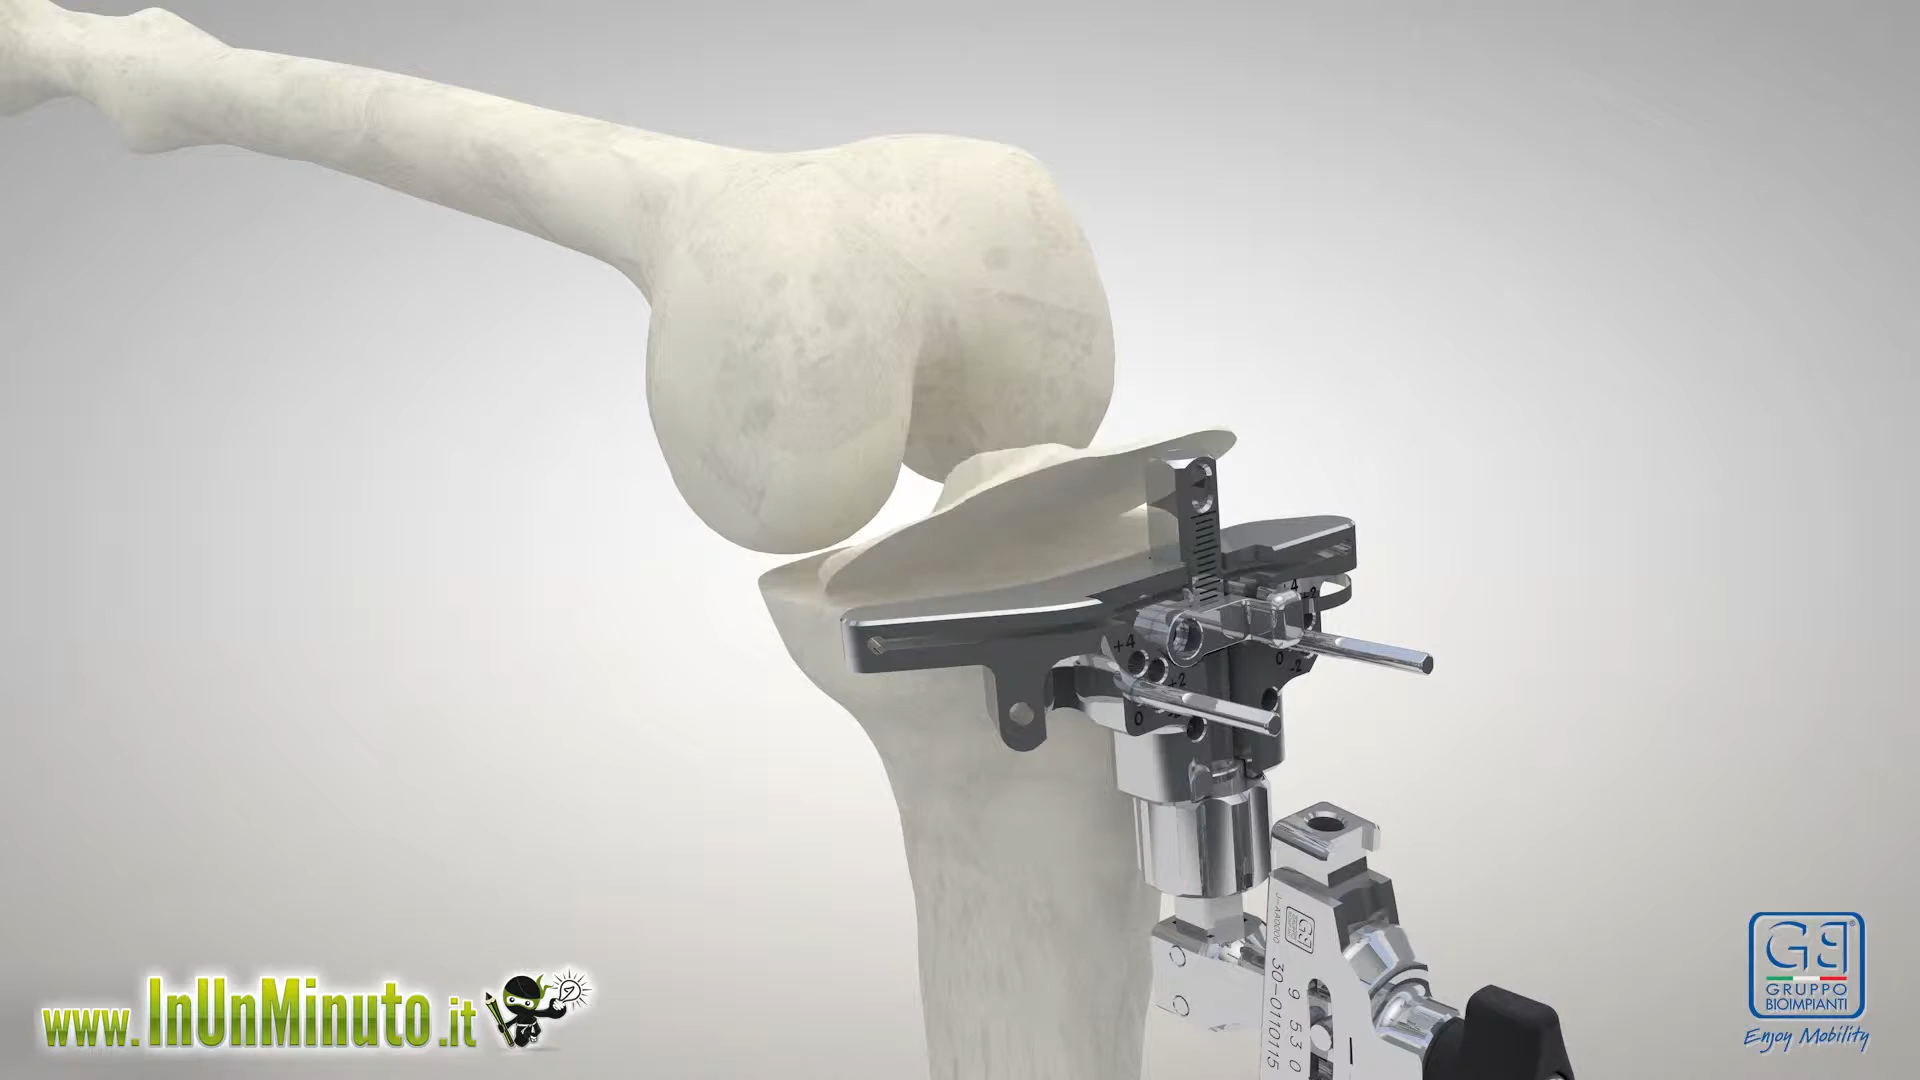 +4
+2
0
4
+2
0
-2
J-AA0000
30-0110115
9 5 3 0
www.InUnMinuto.it
GB
GRUPPO
BIOIMPIANTI
Enjoy Mobility